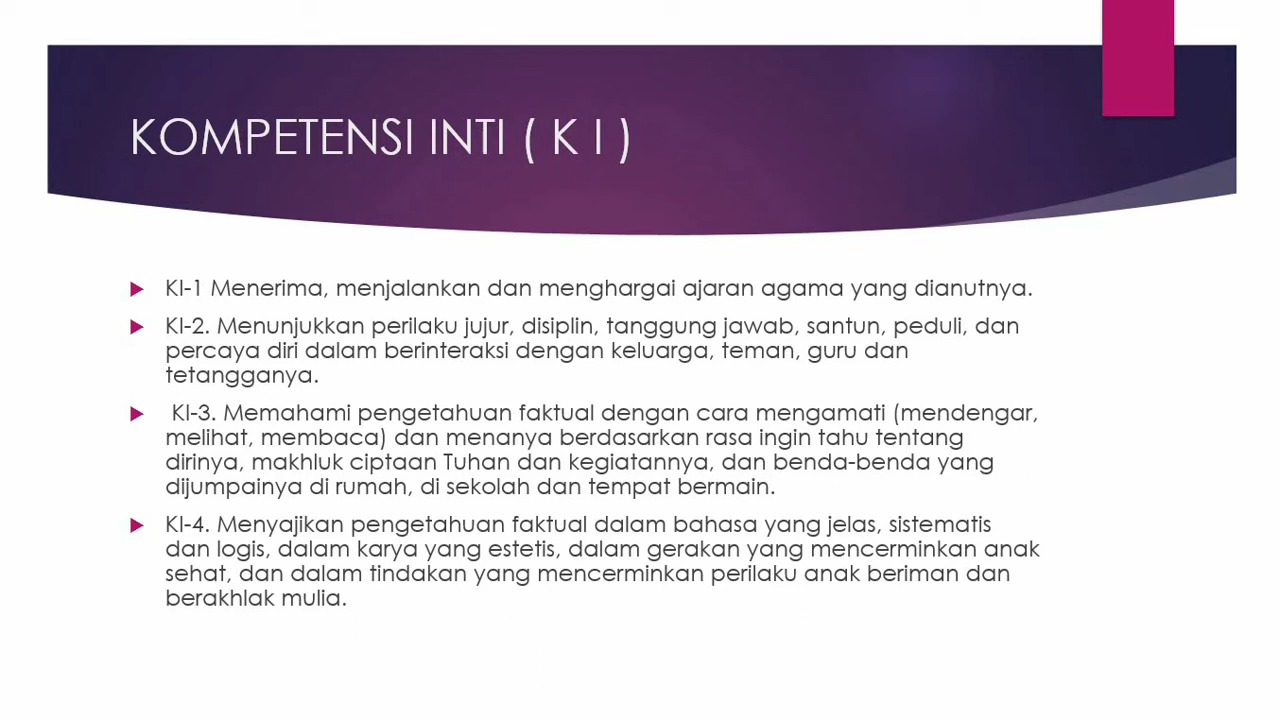 KOMPETENSI INTI ( K I )
KI-1 Menerima, menjalankan dan menghargai ajaran agama yang dianutnya.
KI-2. Menunjukkan perilaku jujur, disiplin, tanggung jawab, santun, peduli, dan
percaya diri dalam berinteraksi dengan keluarga, teman, guru dan
tetangganya.
KI-3. Memahami pengetahuan faktual dengan cara mengamati (mendengar,
melihat, membaca) dan menanya berdasarkan rasa ingin tahu tentang
dirinya, makhluk ciptaan Tuhan dan kegiatannya, dan benda-benda yang
dijumpainya di rumah, di sekolah dan tempat bermain.
KI-4. Menyajikan pengetahuan faktual dalam bahasa yang jelas, sistematis
dan logis, dalam karya yang estetis, dalam gerakan yang mencerminkan anak
sehat, dan dalam tindakan yang mencerminkan perilaku anak beriman dan
berakhlak mulia.